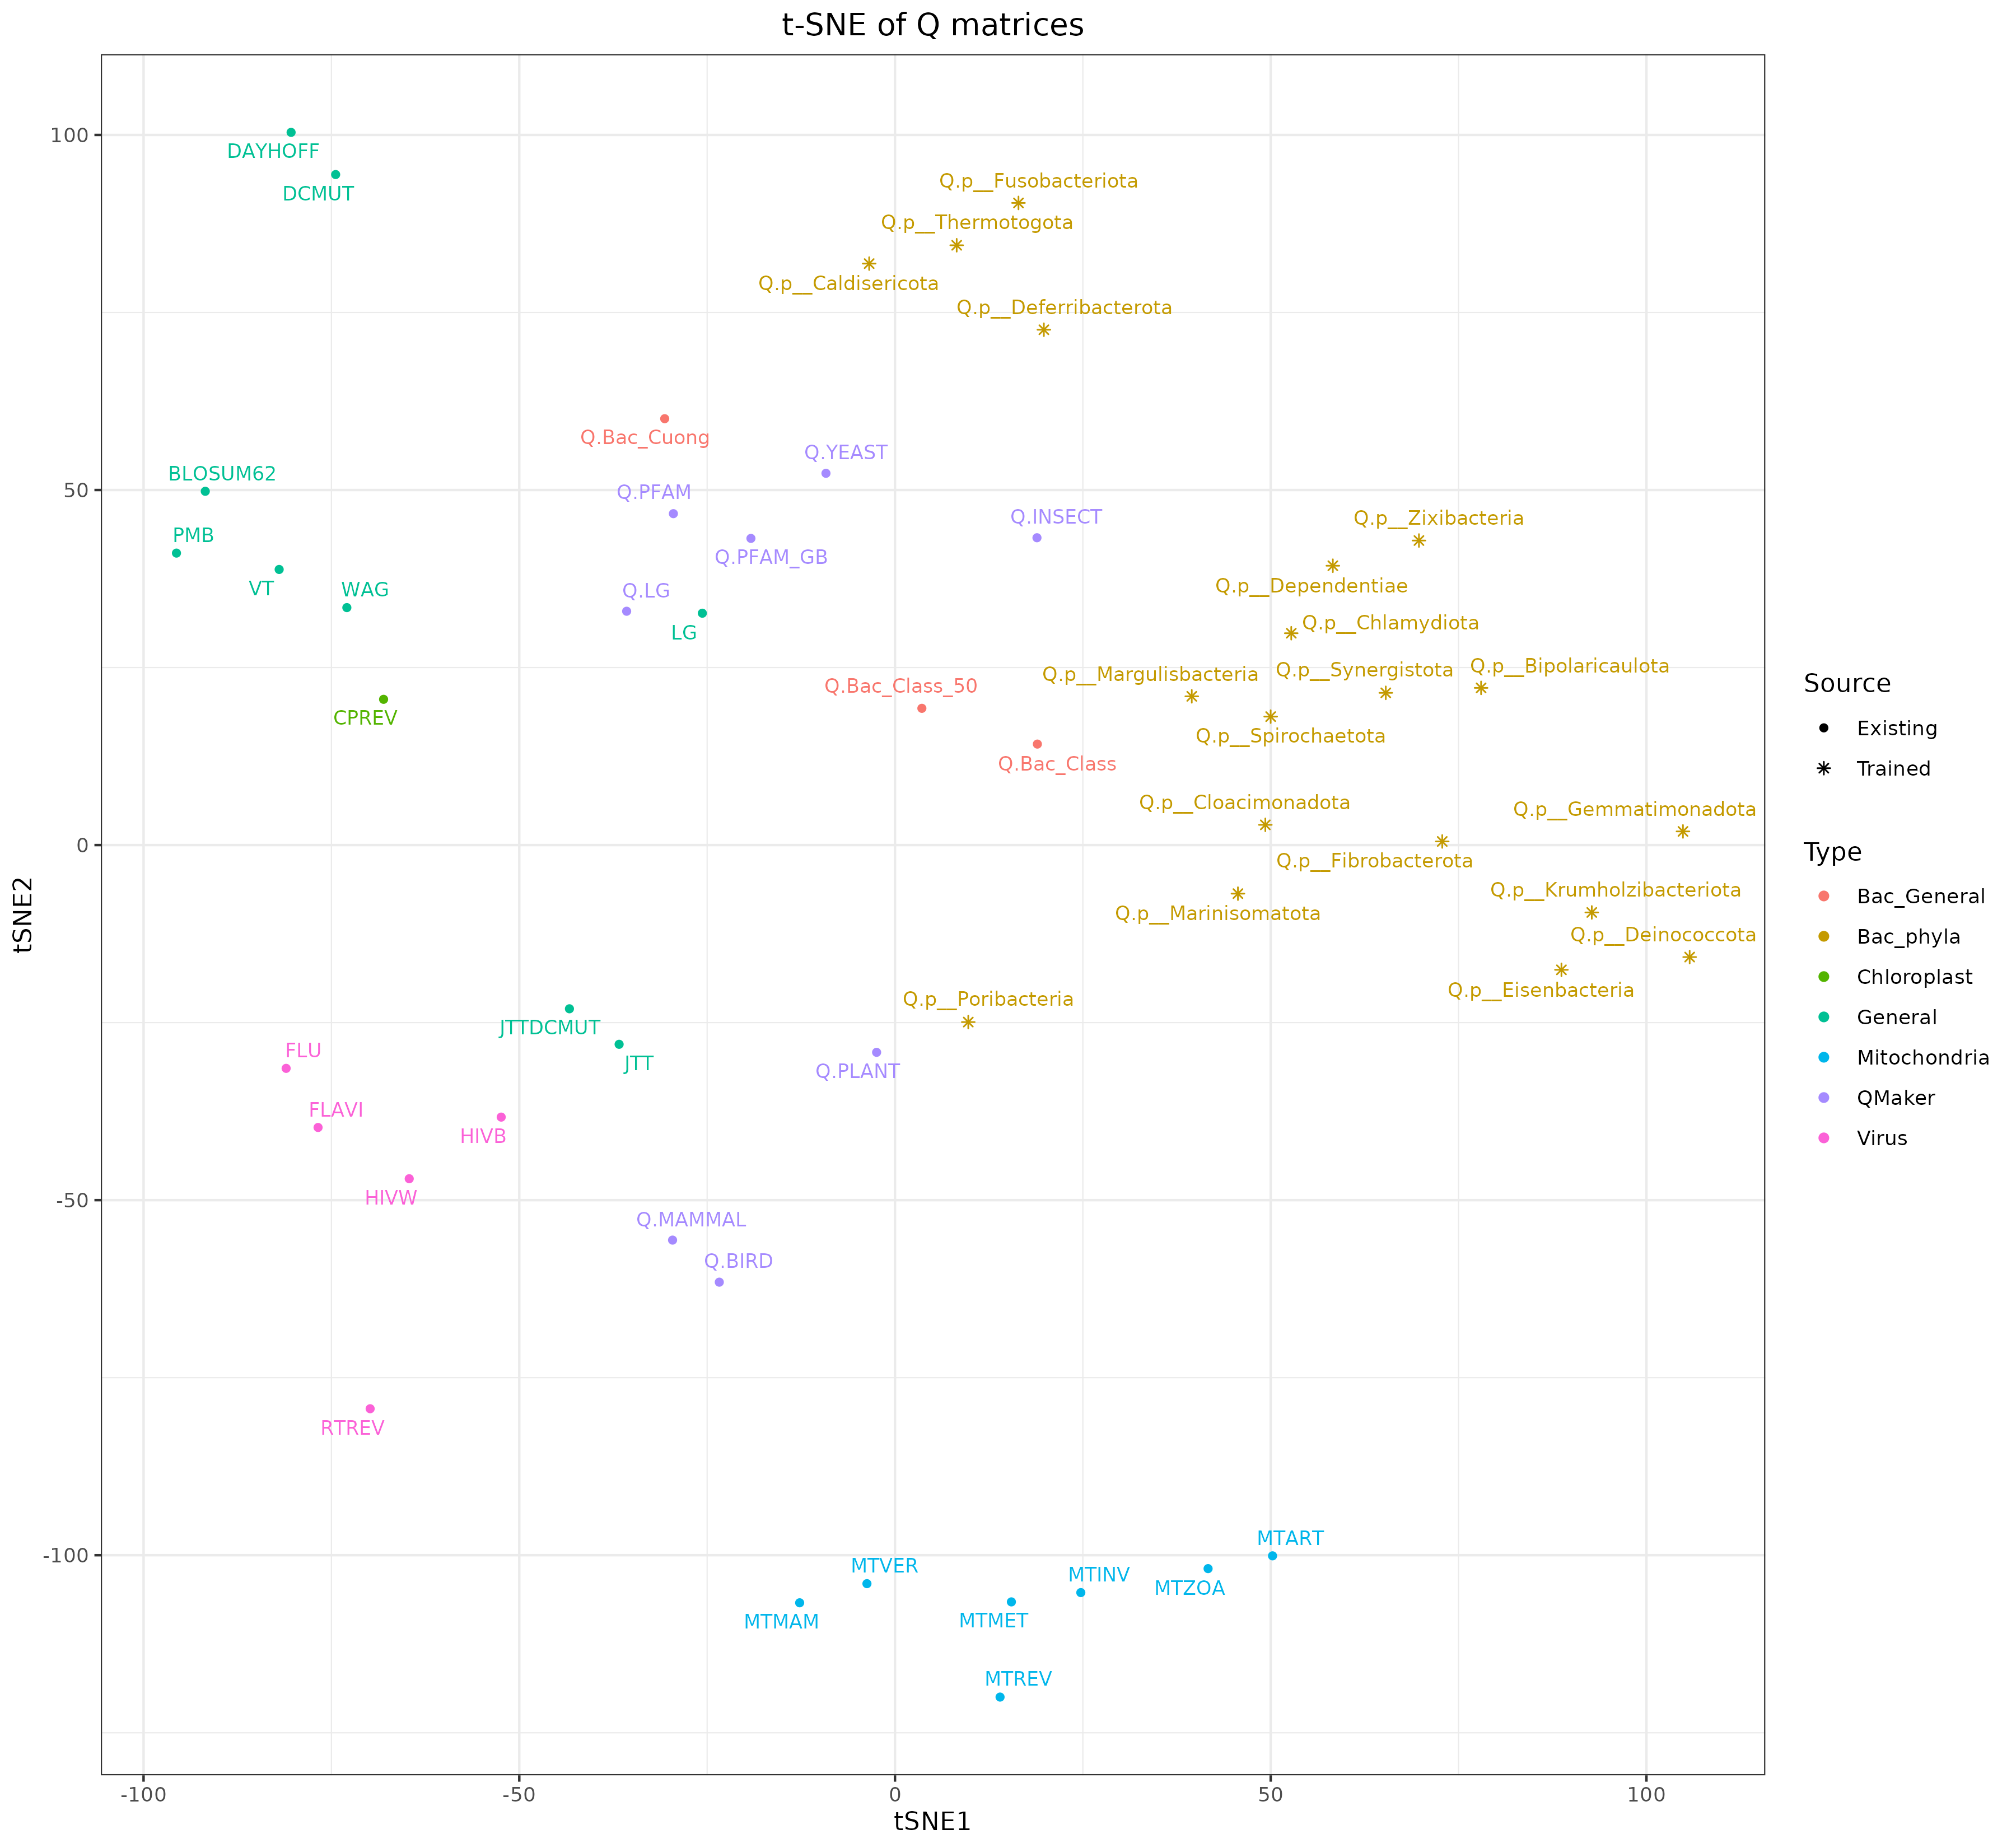 t-SNE of Q matrices
100
DAYHOFF
DCMUT
Q.p__Fusobacteriota
Q.p__Thermotogota
Q.p__Caldisericota
Q.p__Deferribacterota
Q.Bac_Cuong
Q.YEAST
BLOSUM62
50
Q.PFAM
Q.INSECT
Q.p__Zixibacteria
PMB
Q.PFAM_GB
VT
WAG
Q.LG
Q.p__Dependentiae
LG
Q.p__Chlamydiota
Q.p__Margulisbacteria
Q.p__Synergistota
Q.p__Bipolaricaulota
Q.Bac_Class_50
CPREV
Q.p__Spirochaetota
Q.Bac_Class
Q.p__Cloacimonadota
Q.p__Gemmatimonadota
0
Q.p__Fibrobacterota
Q.p__Krumholzibacteriota
Q.p__Marinisomatota
Q.p__Deinococcota
Q.p__Eisenbacteria
Q.p__Poribacteria
JTTDCMUT
FLU
JTT
Q.PLANT
FLAVI
HIVB
HIVW
-50
Q.MAMMAL
Q.BIRD
RTREV
MTART
-100
MTVER
MTINV
MTZOA
MTMAM
MTMET
MTREV
-100
-50
0
50
100
tSNE1
tSNE2
Source
Existing
Trained
Type
Bac_General
Bac_phyla
Chloroplast
General
Mitochondria
QMaker
Virus